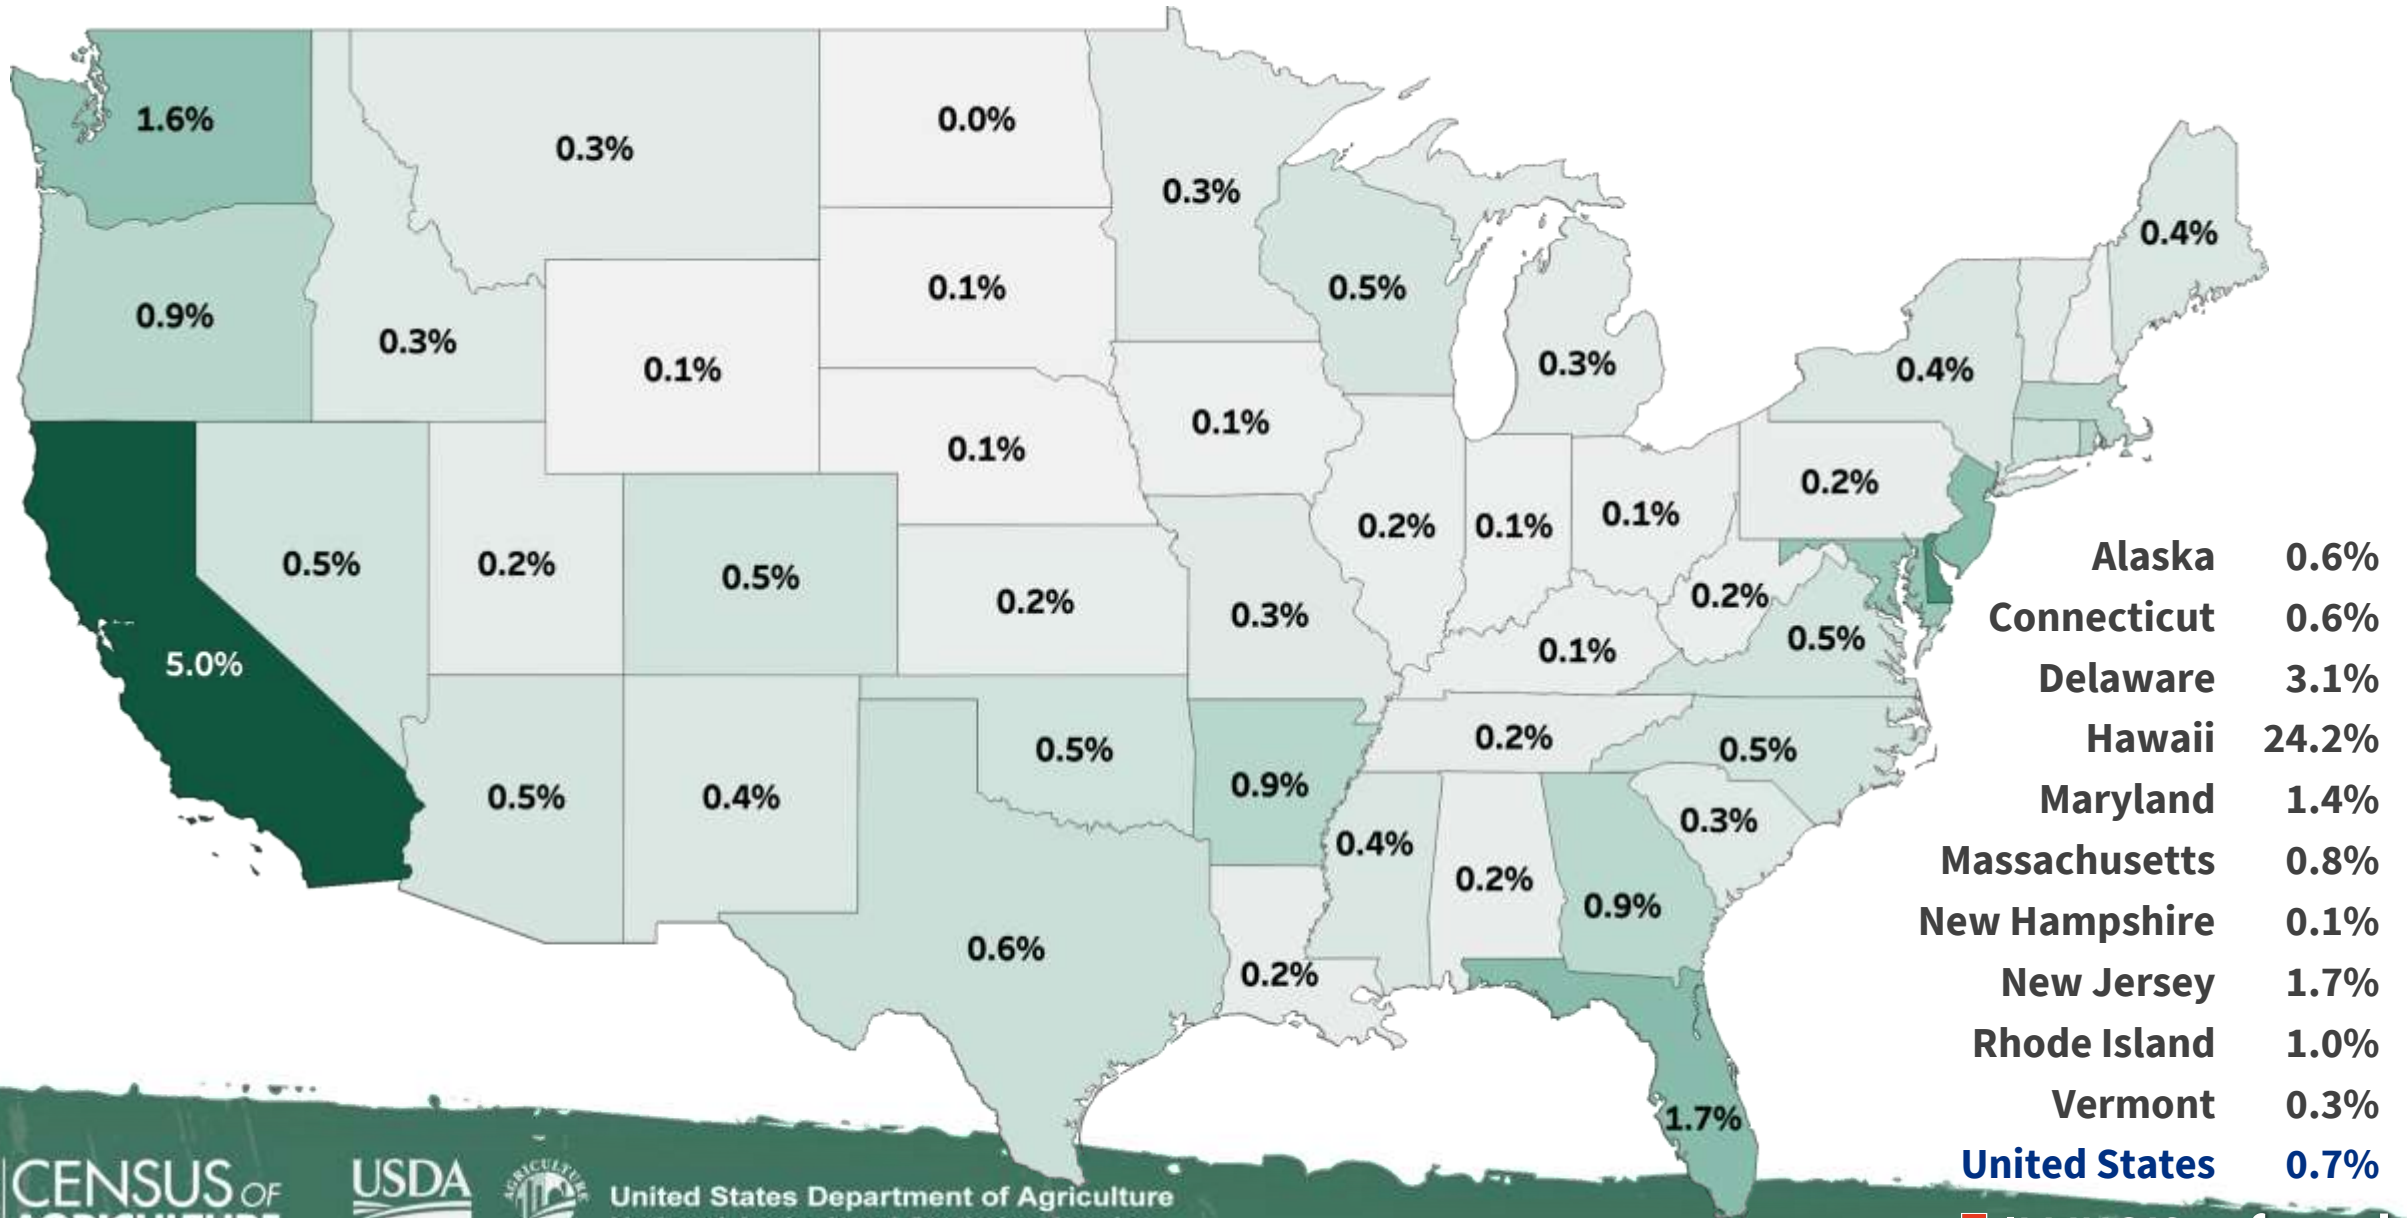 1.6%
0.3%
0.0%
0.3%
0.4%
0.9%
0.3%
0.1%
0.1%
0.5%
0.3%
0.4%
0.1%
0.1%
0.2%
0.5%
0.2%
0.5%
0.2%
0.3%
0.2%
0.1%
0.1%
0.2%
0.1%
0.5%
5.0%
0.5%
0.4%
0.5%
0.9%
0.2%
0.5%
0.3%
0.6%
0.2%
0.4%
0.2%
0.9%
1.7%
Alaska 0.6%
Connecticut 0.6%
Delaware 3.1%
Hawaii 24.2%
Maryland 1.4%
Massachusetts 0.8%
New Hampshire 0.1%
New Jersey 1.7%
Rhode Island 1.0%
Vermont 0.3%
United States 0.7%
CENSUS OF
AGRICULTURE
USDA
AGRICULTURE
United States Department of Agriculture